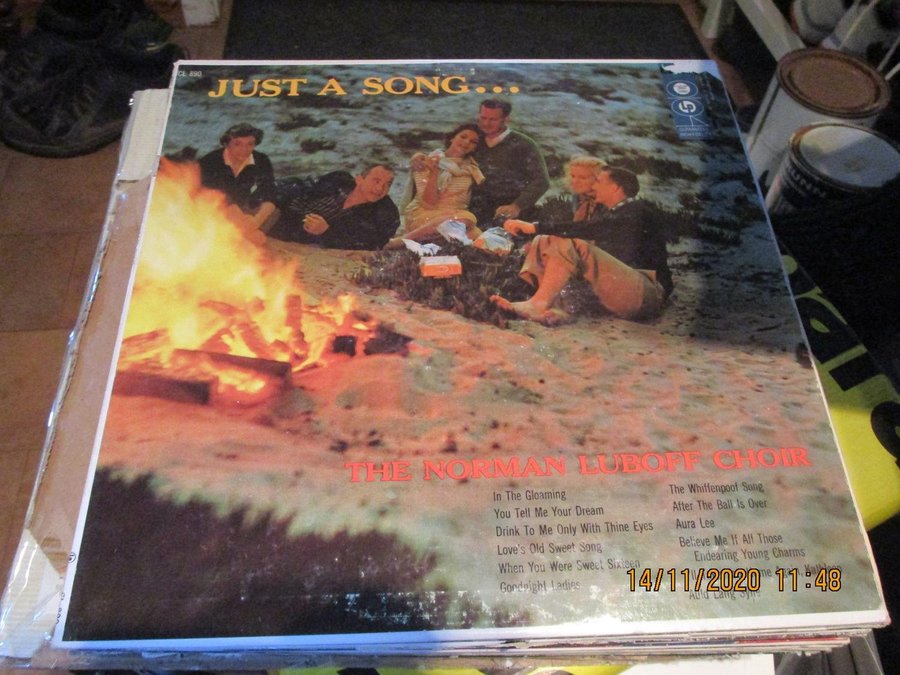 CL 890
JUST A SONG...
THE NORMAN LUBOFF CHOIR
In The Gloaming
You Tell Me Your Dream
Drink To Me Only With Thine Eyes
Love's Old Sweet Song
When You Were Sweet Sixteen
Goodnight Ladies
The Whiffenpoof Song
After The Ball Is Over
Aura Lee
Believe Me If All Those
Endearing Young Charms
Kathleen
Auld Lang Syne
14/11/2020 11:48